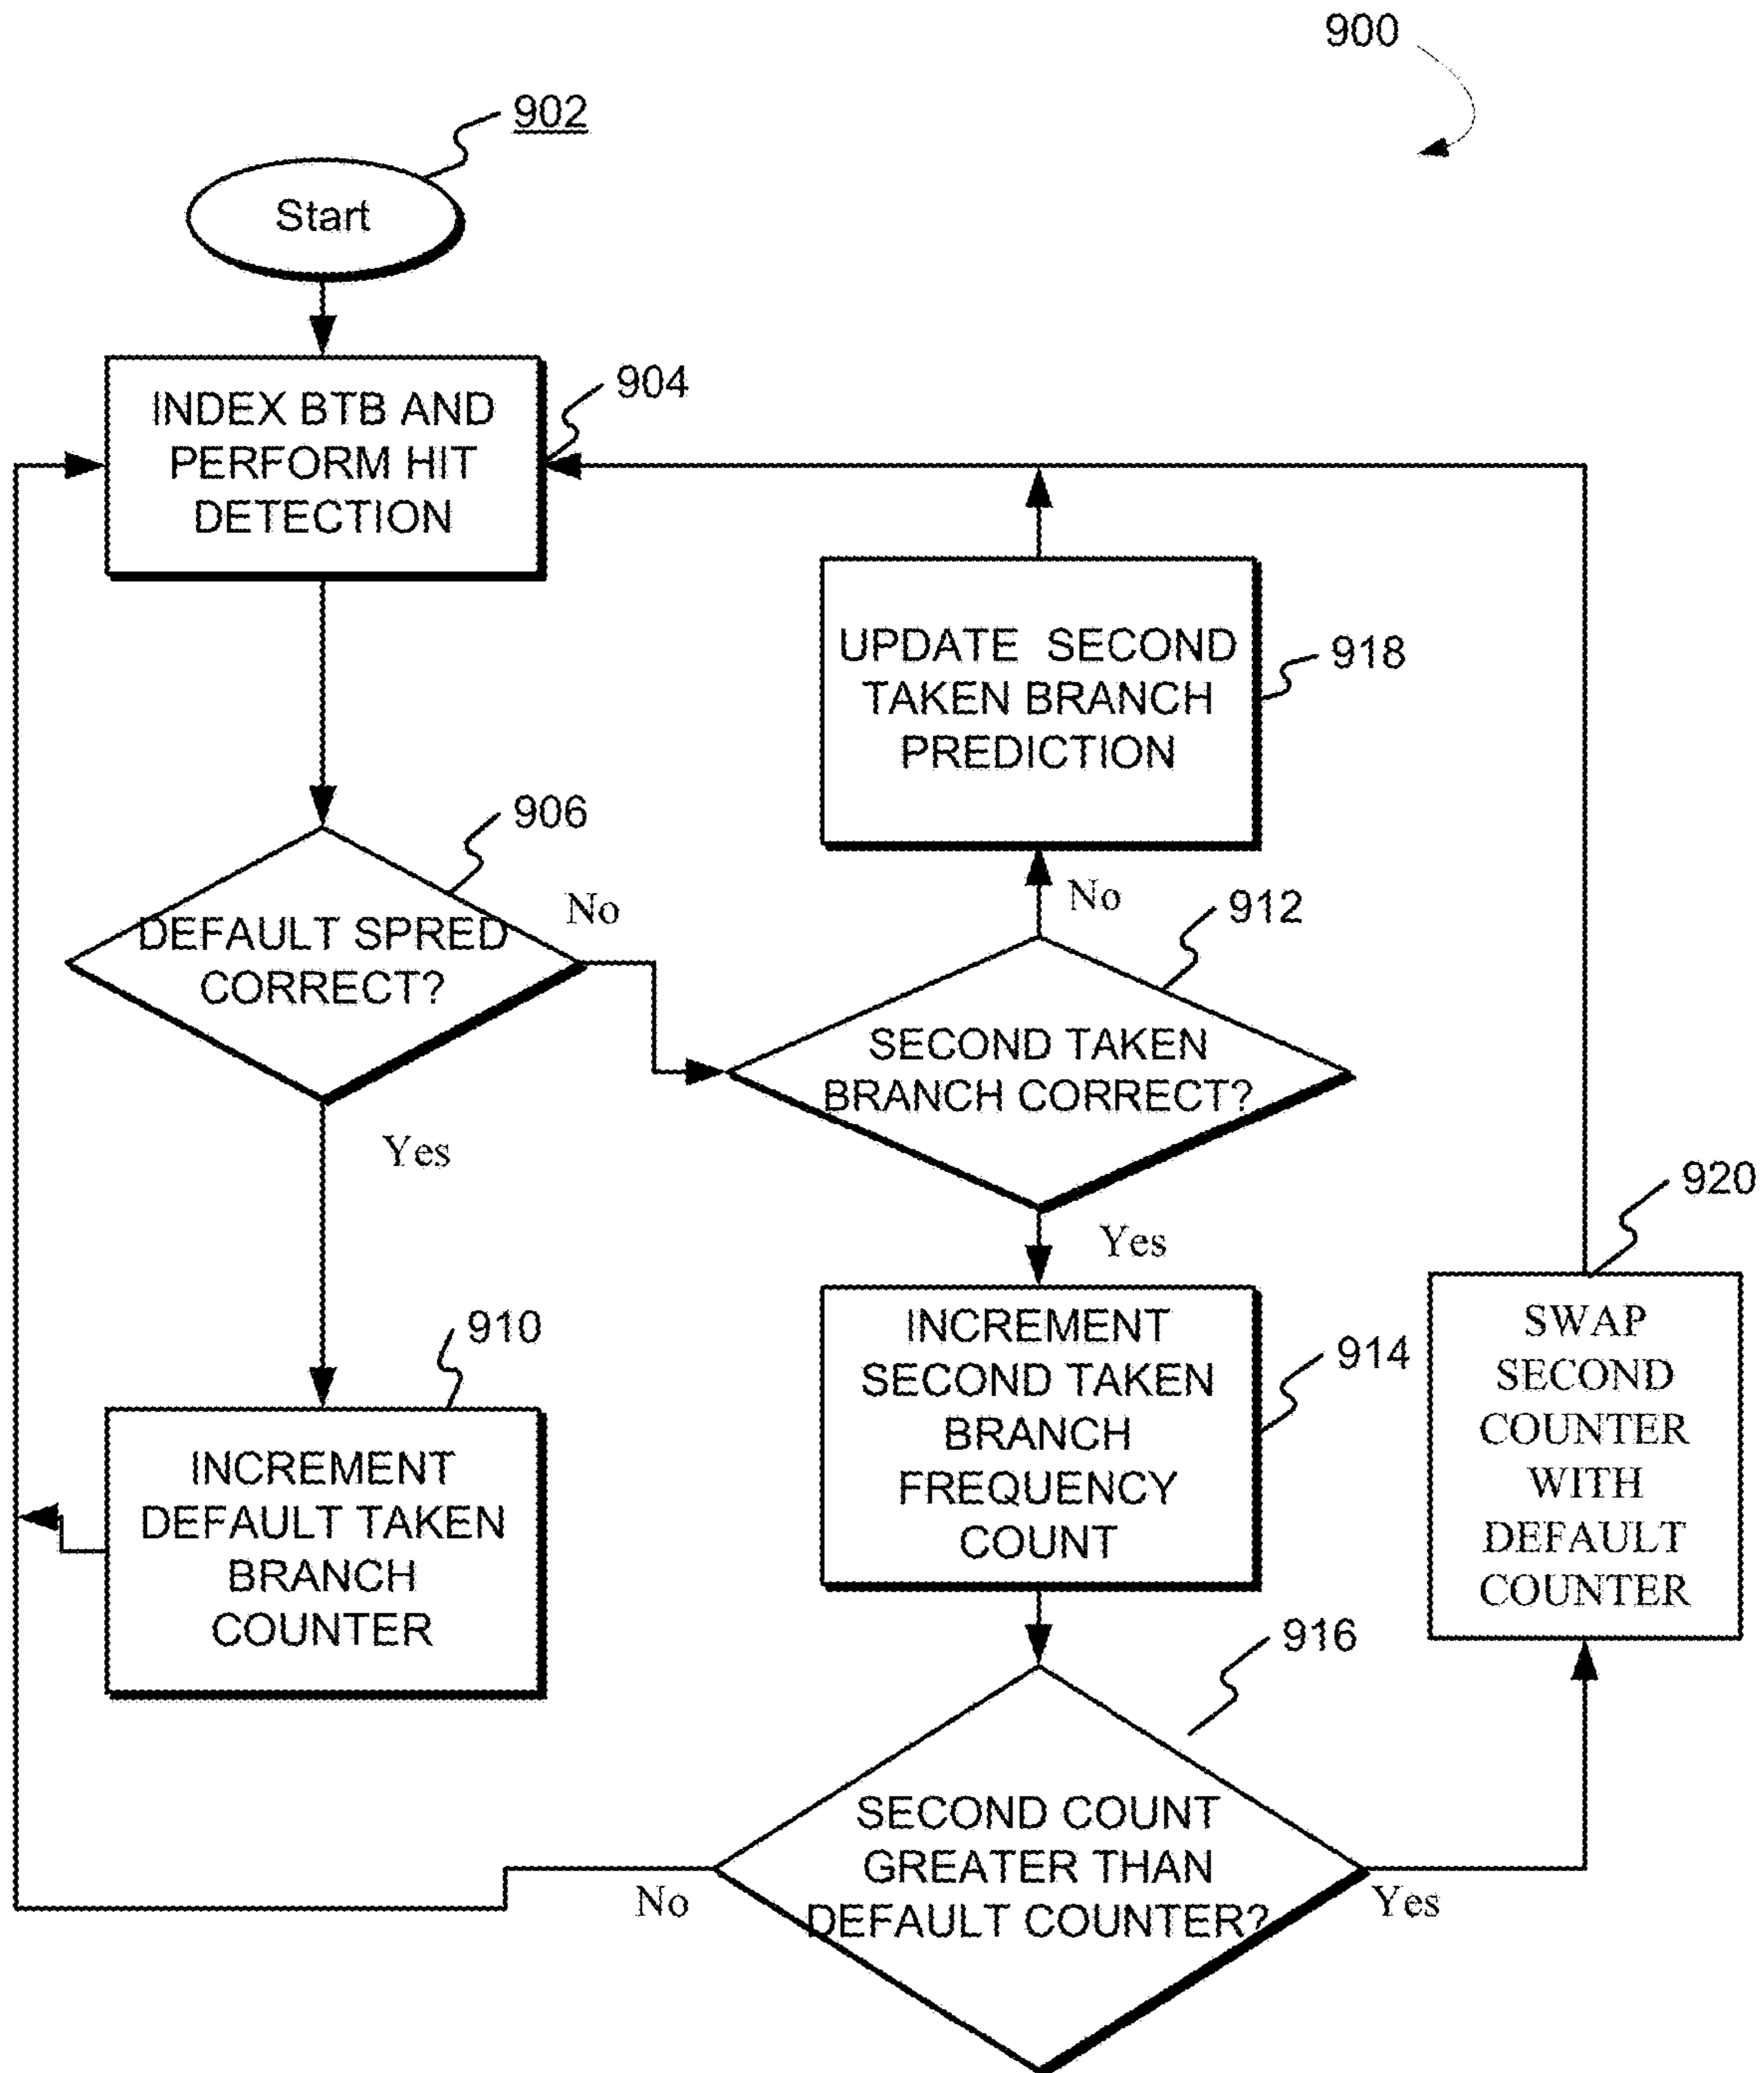 900
902
Start
904
INDEX BTB AND
PERFORM HIT
DETECTION
UPDATE SECOND
TAKEN BRANCH
PREDICTION
918
906
DEFAULT SPRED
CORRECT?
No
No
912
SECOND TAKEN
BRANCH CORRECT?
Yes
Yes
920
SWAP
SECOND
COUNTER
WITH
DEFAULT
COUNTER
910
INCREMENT
DEFAULT TAKEN
BRANCH
COUNTER
INCREMENT
SECOND TAKEN
BRANCH
FREQUENCY
COUNT
914
916
SECOND COUNT
GREATER THAN
DEFAULT COUNTER?
No
Yes